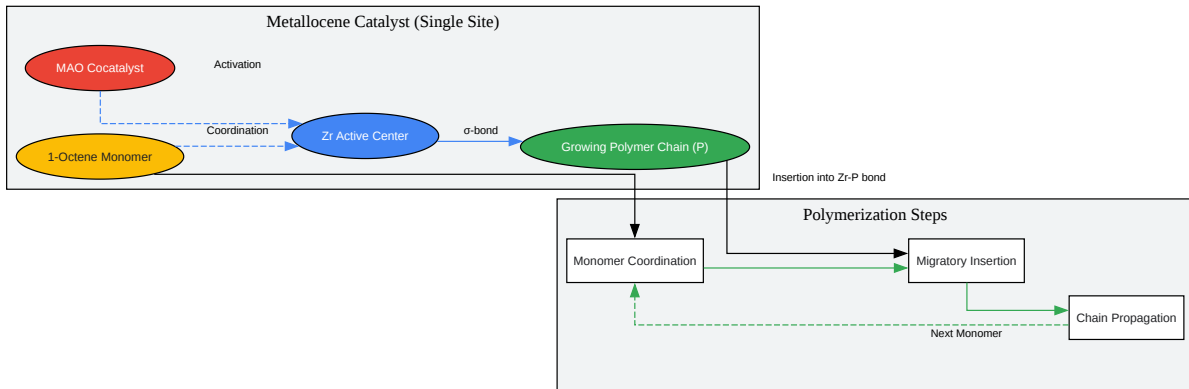 Metallocene Catalyst (Single Site)
MAO Cocatalyst
Activation
Coordination
Zr Active Center
σ-bond
1-Octene Monomer
Growing Polymer Chain (P)
Insertion into Zr-P bond
Polymerization Steps
Monomer Coordination
Migratory Insertion
Chain Propagation
Next Monomer